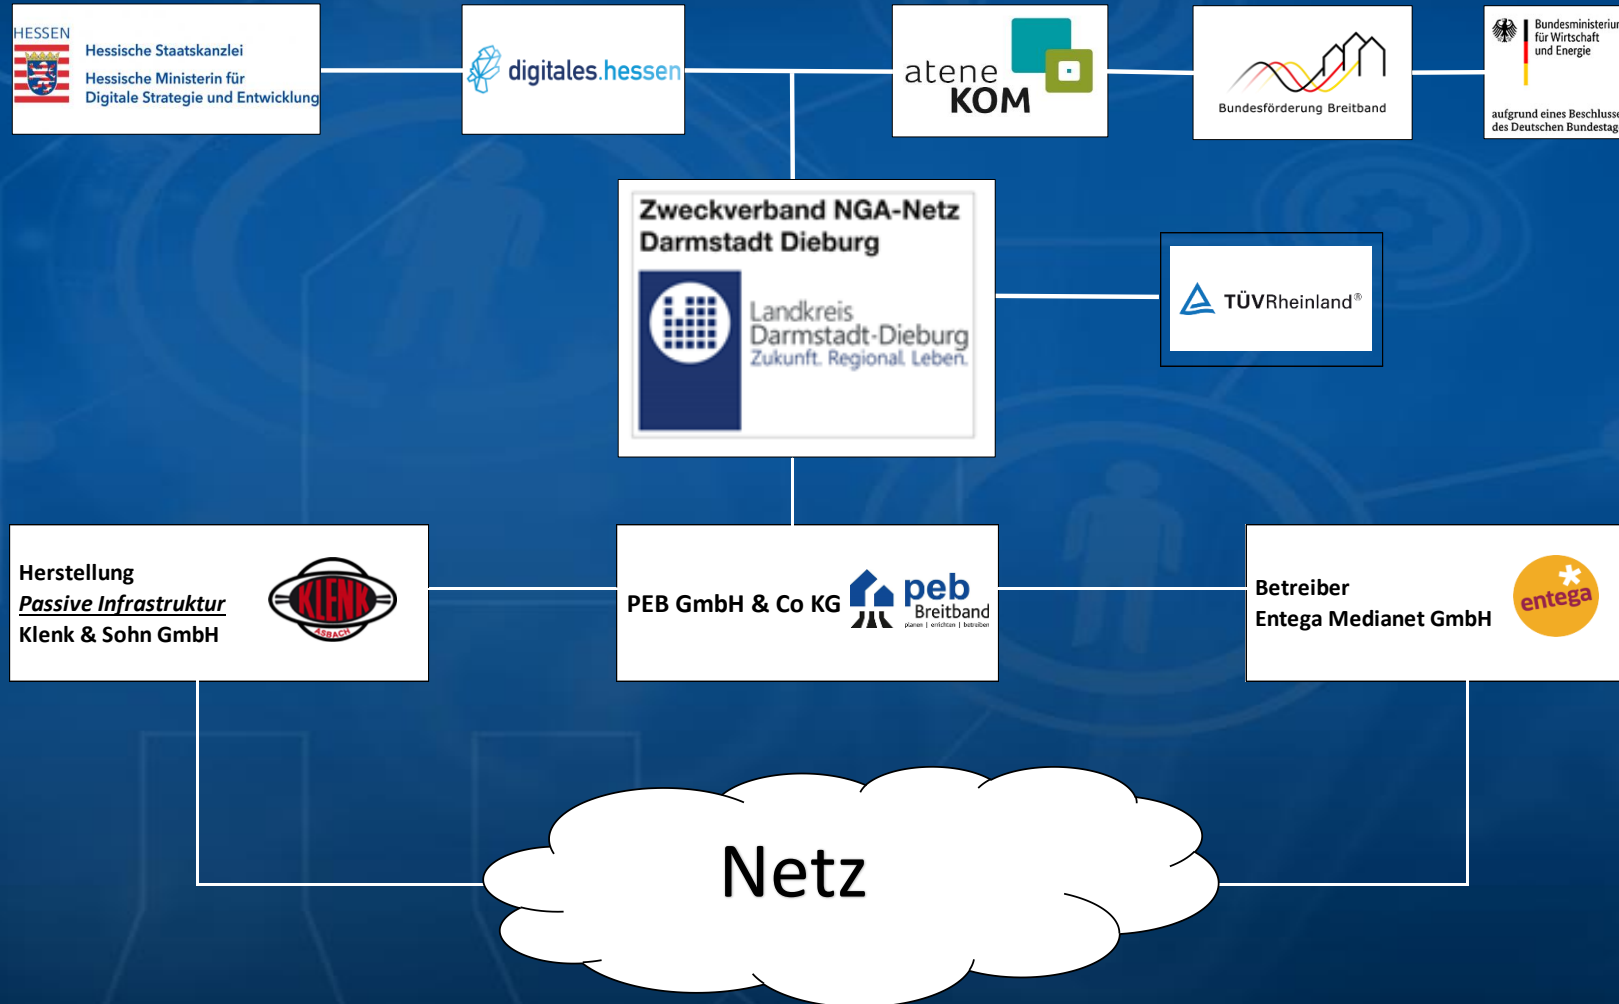 HESSEN
Hessische Staatskanzlei
Hessische Ministerin für
Digitale Strategie und Entwicklung
digitales.hessen
atene
KOM
Bundesförderung Breitband
Bundesministerium
für Wirtschaft
und Energie
aufgrund eines Beschlusse
des Deutschen Bundestag
Zweckverband NGA-Netz
Darmstadt Dieburg
Landkreis
Darmstadt-Dieburg
Zukunft. Regional. Leben.
TÜVRheinland®
Herstellung
Passive Infrastruktur
Klenk & Sohn GmbH
KLENK
ASBACH
PEB GmbH & Co KG
peb
Breitband
planen | errichten | betreiben
Betreiber
Entega Medianet GmbH
entega
Netz